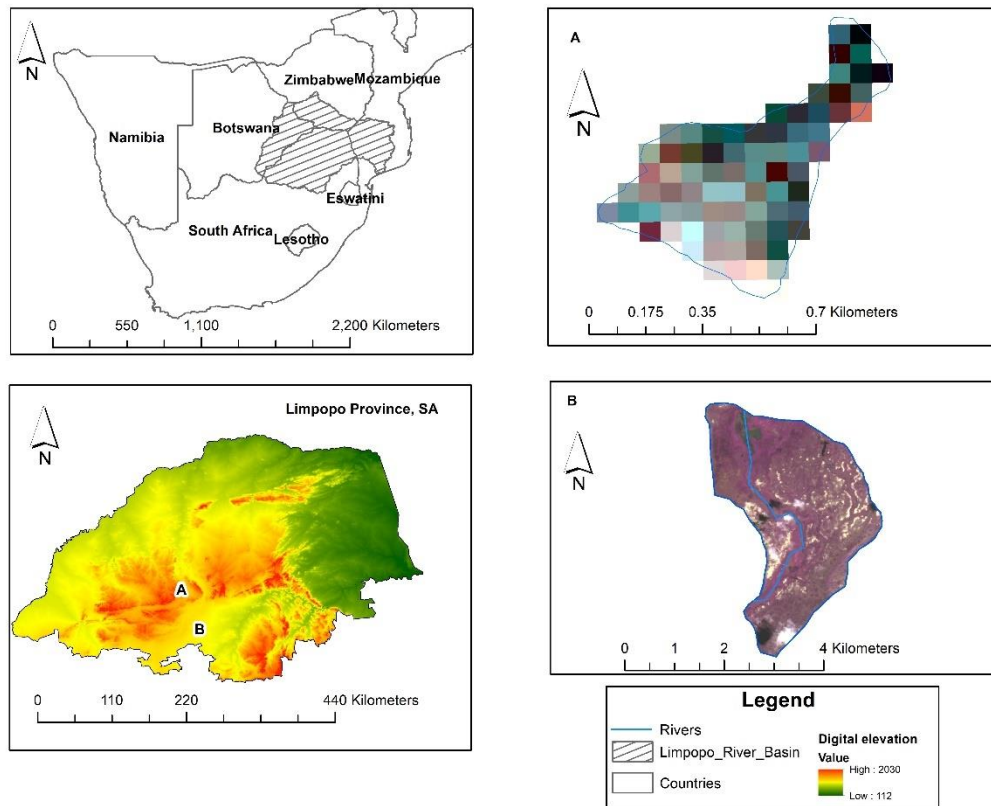 N
Zimbabwe
Mozambique
Namibia
Botswana
Eswatini
South Africa
Lesotho
0 550 1,100 2,200 Kilometers
A
N
0 0.175 0.35 0.7 Kilometers
Limpopo Province, SA
N
A
B
0 110 220 440 Kilometers
B
N
0 1 2 4 Kilometers
Legend
Rivers
Limpopo_River_Basin
Countries
Digital elevation
Value
High : 2030
Low : 112